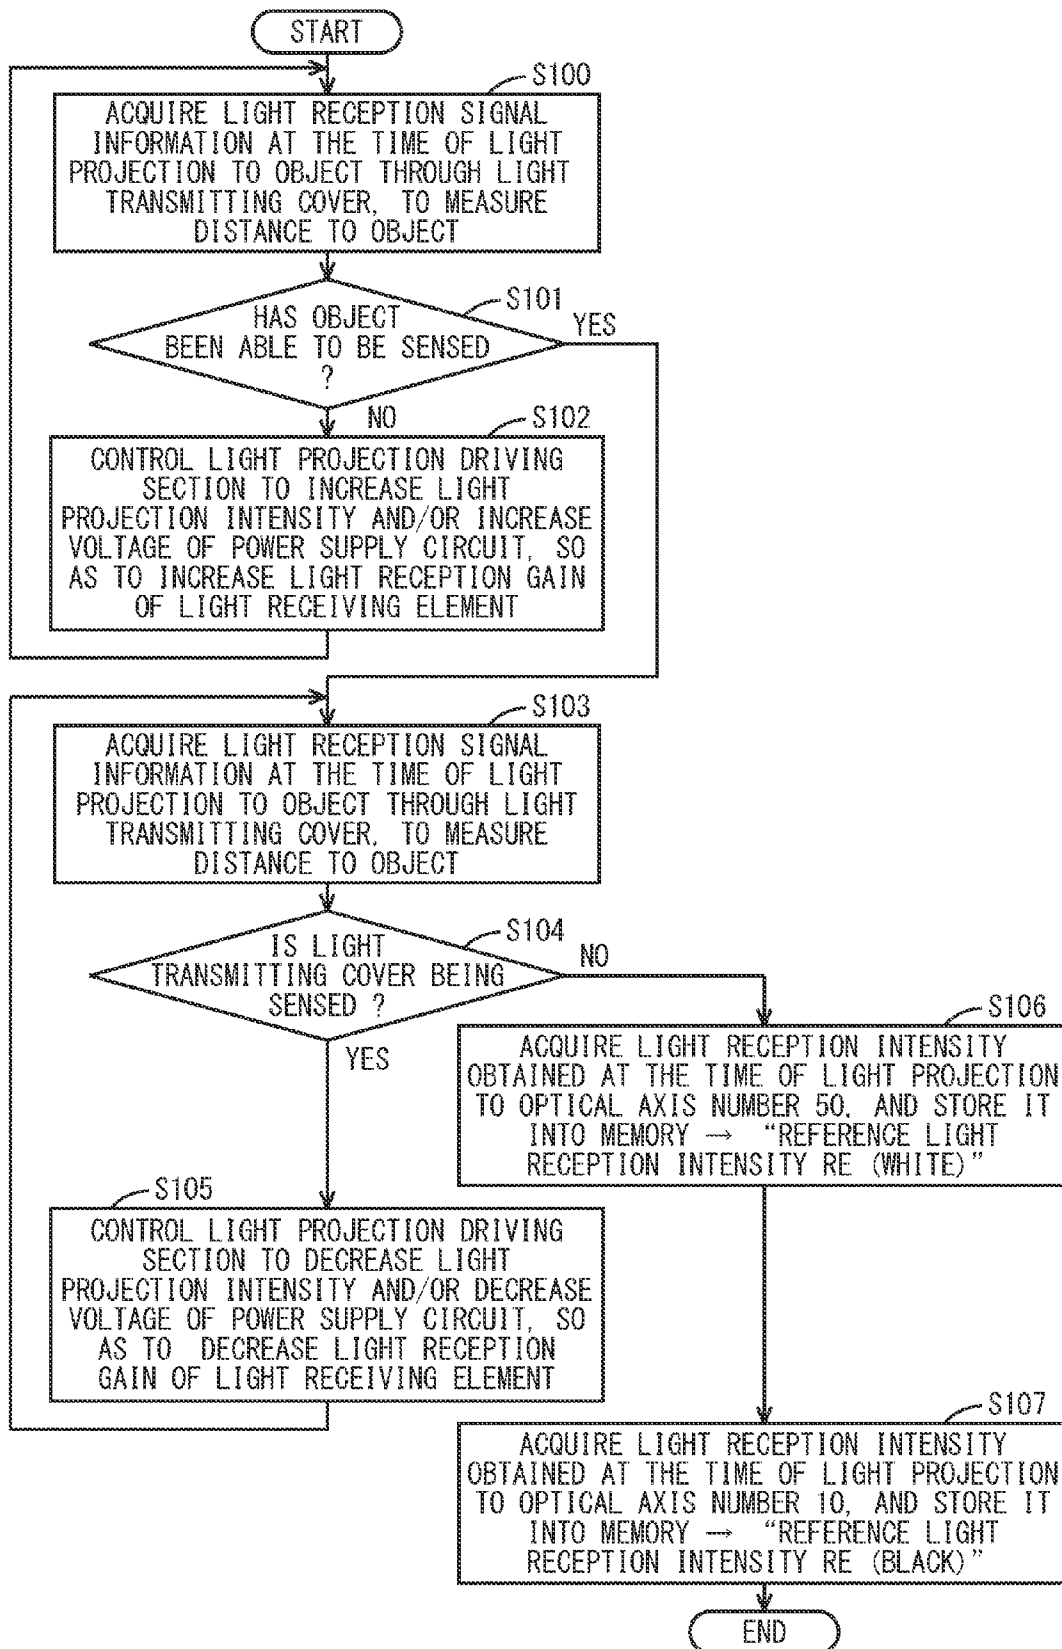 START
S100
ACQUIRE LIGHT RECEPTION SIGNAL
INFORMATION AT THE TIME OF LIGHT
PROJECTION TO OBJECT THROUGH LIGHT
TRANSMITTING COVER, TO MEASURE
DISTANCE TO OBJECT
S101
HAS OBJECT
BEEN ABLE TO BE SENSED
?
YES
NO
S102
CONTROL LIGHT PROJECTION DRIVING
SECTION TO INCREASE LIGHT
PROJECTION INTENSITY AND/OR INCREASE
VOLTAGE OF POWER SUPPLY CIRCUIT, SO
AS TO INCREASE LIGHT RECEPTION GAIN
OF LIGHT RECEIVING ELEMENT
S103
ACQUIRE LIGHT RECEPTION SIGNAL
INFORMATION AT THE TIME OF LIGHT
PROJECTION TO OBJECT THROUGH LIGHT
TRANSMITTING COVER, TO MEASURE
DISTANCE TO OBJECT
S104
IS LIGHT
TRANSMITTING COVER BEING
SENSED ?
NO
YES
S106
ACQUIRE LIGHT RECEPTION INTENSITY
OBTAINED AT THE TIME OF LIGHT PROJECTION
TO OPTICAL AXIS NUMBER 50, AND STORE IT
INTO MEMORY → “REFERENCE LIGHT
RECEPTION INTENSITY RE (WHITE)”
S105
CONTROL LIGHT PROJECTION DRIVING
SECTION TO DECREASE LIGHT
PROJECTION INTENSITY AND/OR DECREASE
VOLTAGE OF POWER SUPPLY CIRCUIT, SO
AS TO DECREASE LIGHT RECEPTION
GAIN OF LIGHT RECEIVING ELEMENT
S107
ACQUIRE LIGHT RECEPTION INTENSITY
OBTAINED AT THE TIME OF LIGHT PROJECTION
TO OPTICAL AXIS NUMBER 10, AND STORE IT
INTO MEMORY → “REFERENCE LIGHT
RECEPTION INTENSITY RE (BLACK)”
END